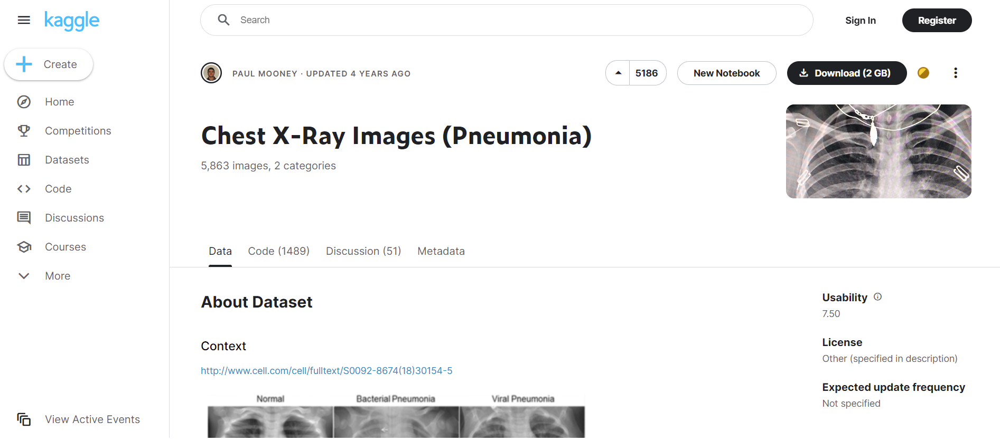 kaggle
Search
Sign In
Register
Create
Home
Competitions
Datasets
Code
Discussions
Courses
More
View Active Events
PAUL MOONEY · UPDATED 4 YEARS AGO
5186
New Notebook
Download (2 GB)
Chest X-Ray Images (Pneumonia)
5,863 images, 2 categories
Data
Code (1489)
Discussion (51)
Metadata
About Dataset
Context
http://www.cell.com/cell/fulltext/S0092-8674(18)30154-5
Normal
Bacterial Pneumonia
Viral Pneumonia
Usability
7.50
License
Other (specified in description)
Expected update frequency
Not specified